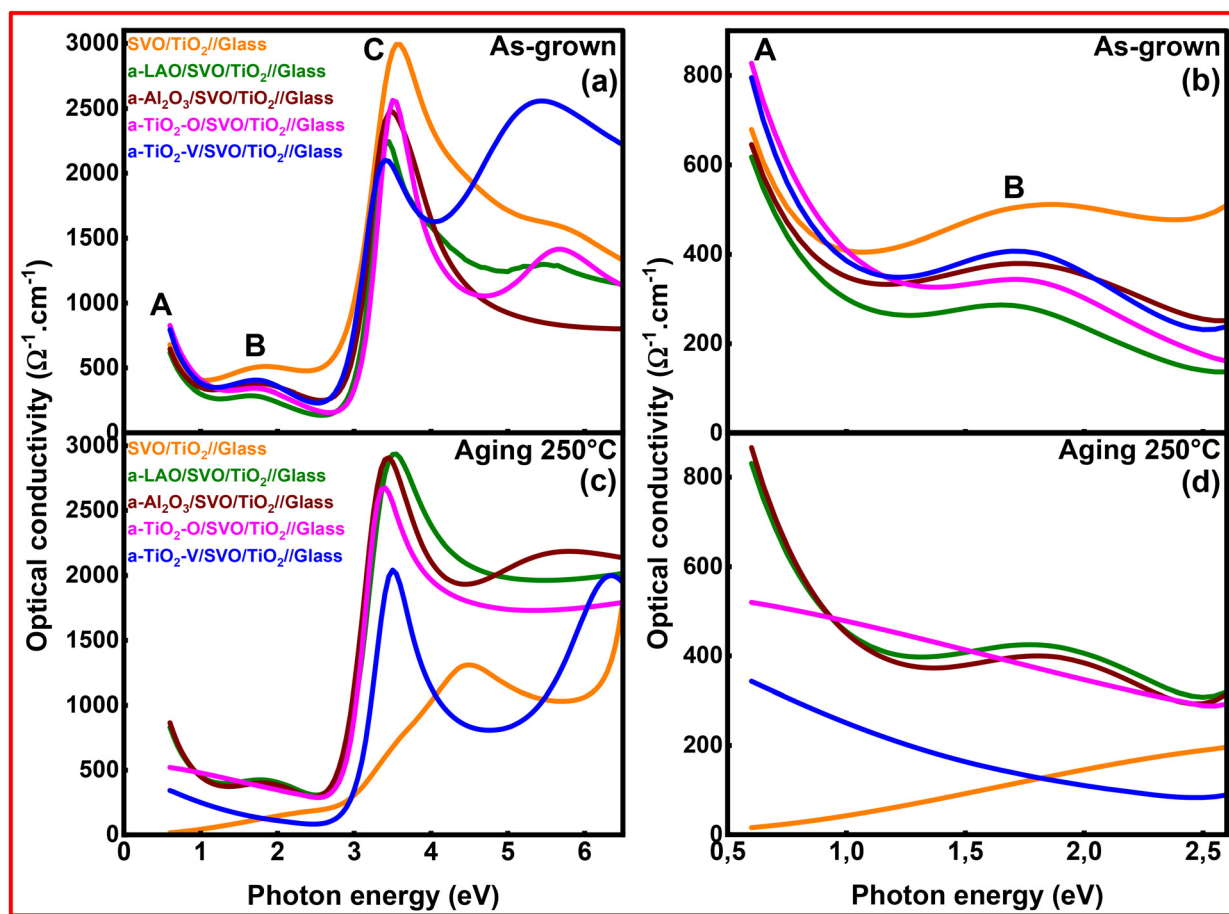 3000
2500
2000
1500
1000
500
0
SVO/TiO₂//Glass
a-LAO/SVO/TiO₂//Glass
a-Al₂O₃/SVO/TiO₂//Glass
a-TiO₂-O/SVO/TiO₂//Glass
a-TiO₂-V/SVO/TiO₂//Glass
C
As-grown
(a)
A
B
Optical conductivity (Ω⁻¹.cm⁻¹)
800
600
400
200
0
A
As-grown
(b)
B
Optical conductivity (Ω⁻¹.cm⁻¹)
3000
2500
2000
1500
1000
500
0
SVO/TiO₂//Glass
a-LAO/SVO/TiO₂//Glass
a-Al₂O₃/SVO/TiO₂//Glass
a-TiO₂-O/SVO/TiO₂//Glass
a-TiO₂-V/SVO/TiO₂//Glass
Aging 250°C
(c)
0 1 2 3 4 5 6
Photon energy (eV)
800
600
400
200
0
Aging 250°C
(d)
0,5 1,0 1,5 2,0 2,5
Photon energy (eV)